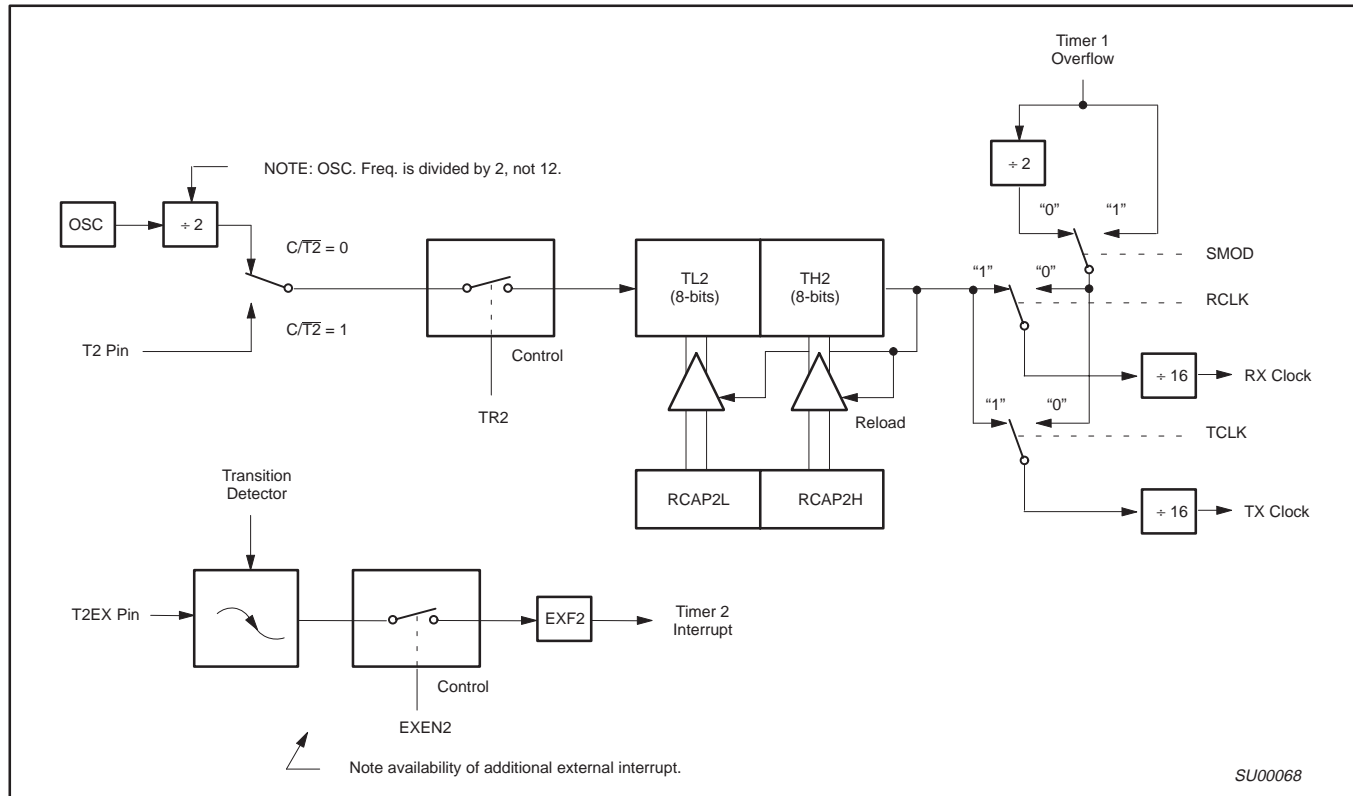 Timer 1
Overflow
NOTE: OSC. Freq. is divided by 2, not 12.
÷ 2
OSC
÷ 2
"0"
"1"
C/T2 = 0
SMOD
TL2
(8-bits)
TH2
(8-bits)
"1"
"0"
RCLK
C/T2 = 1
T2 Pin
Control
÷ 16
RX Clock
TR2
Reload
"1"
"0"
TCLK
Transition
Detector
RCAP2L
RCAP2H
÷ 16
TX Clock
T2EX Pin
EXF2
Timer 2
Interrupt
Control
EXEN2
Note availability of additional external interrupt.
SU00068